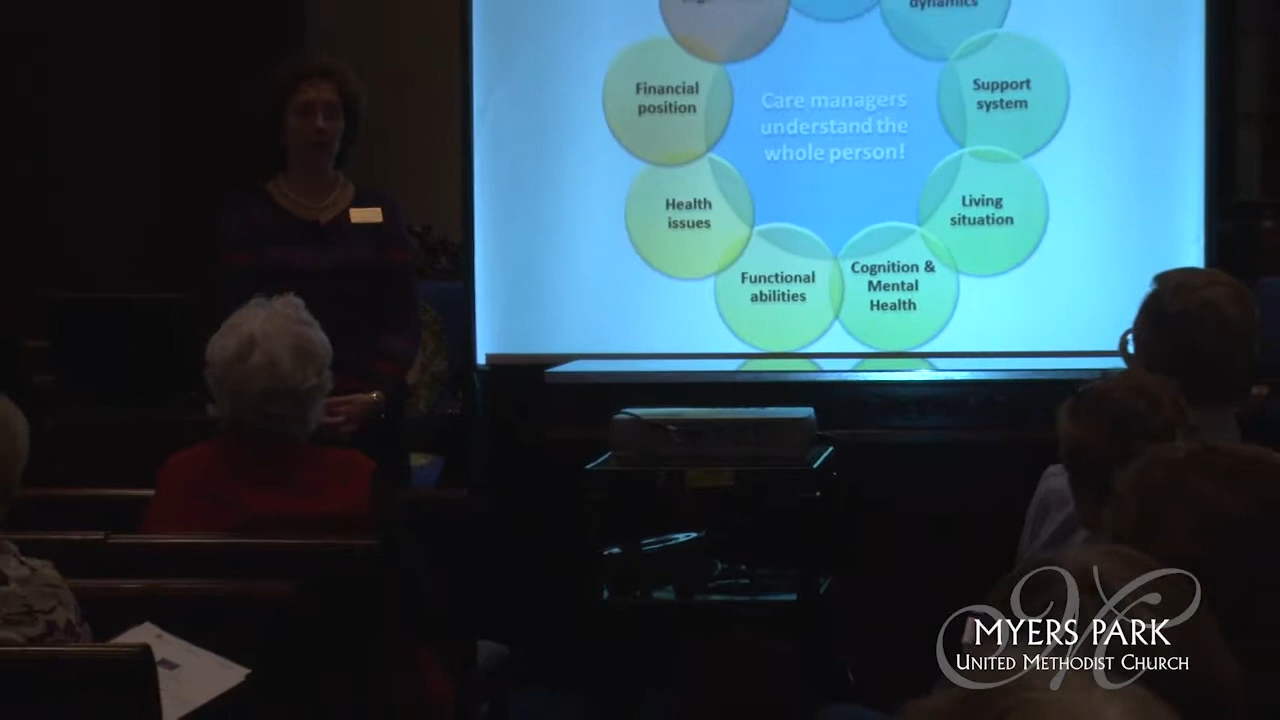 dynamics
Financial
position
Support
system
Care managers
understand the
whole person!
Health
issues
Living
situation
Functional
abilities
Cognition &
Mental
Health
MYERS PARK
UNITED METHODIST CHURCH